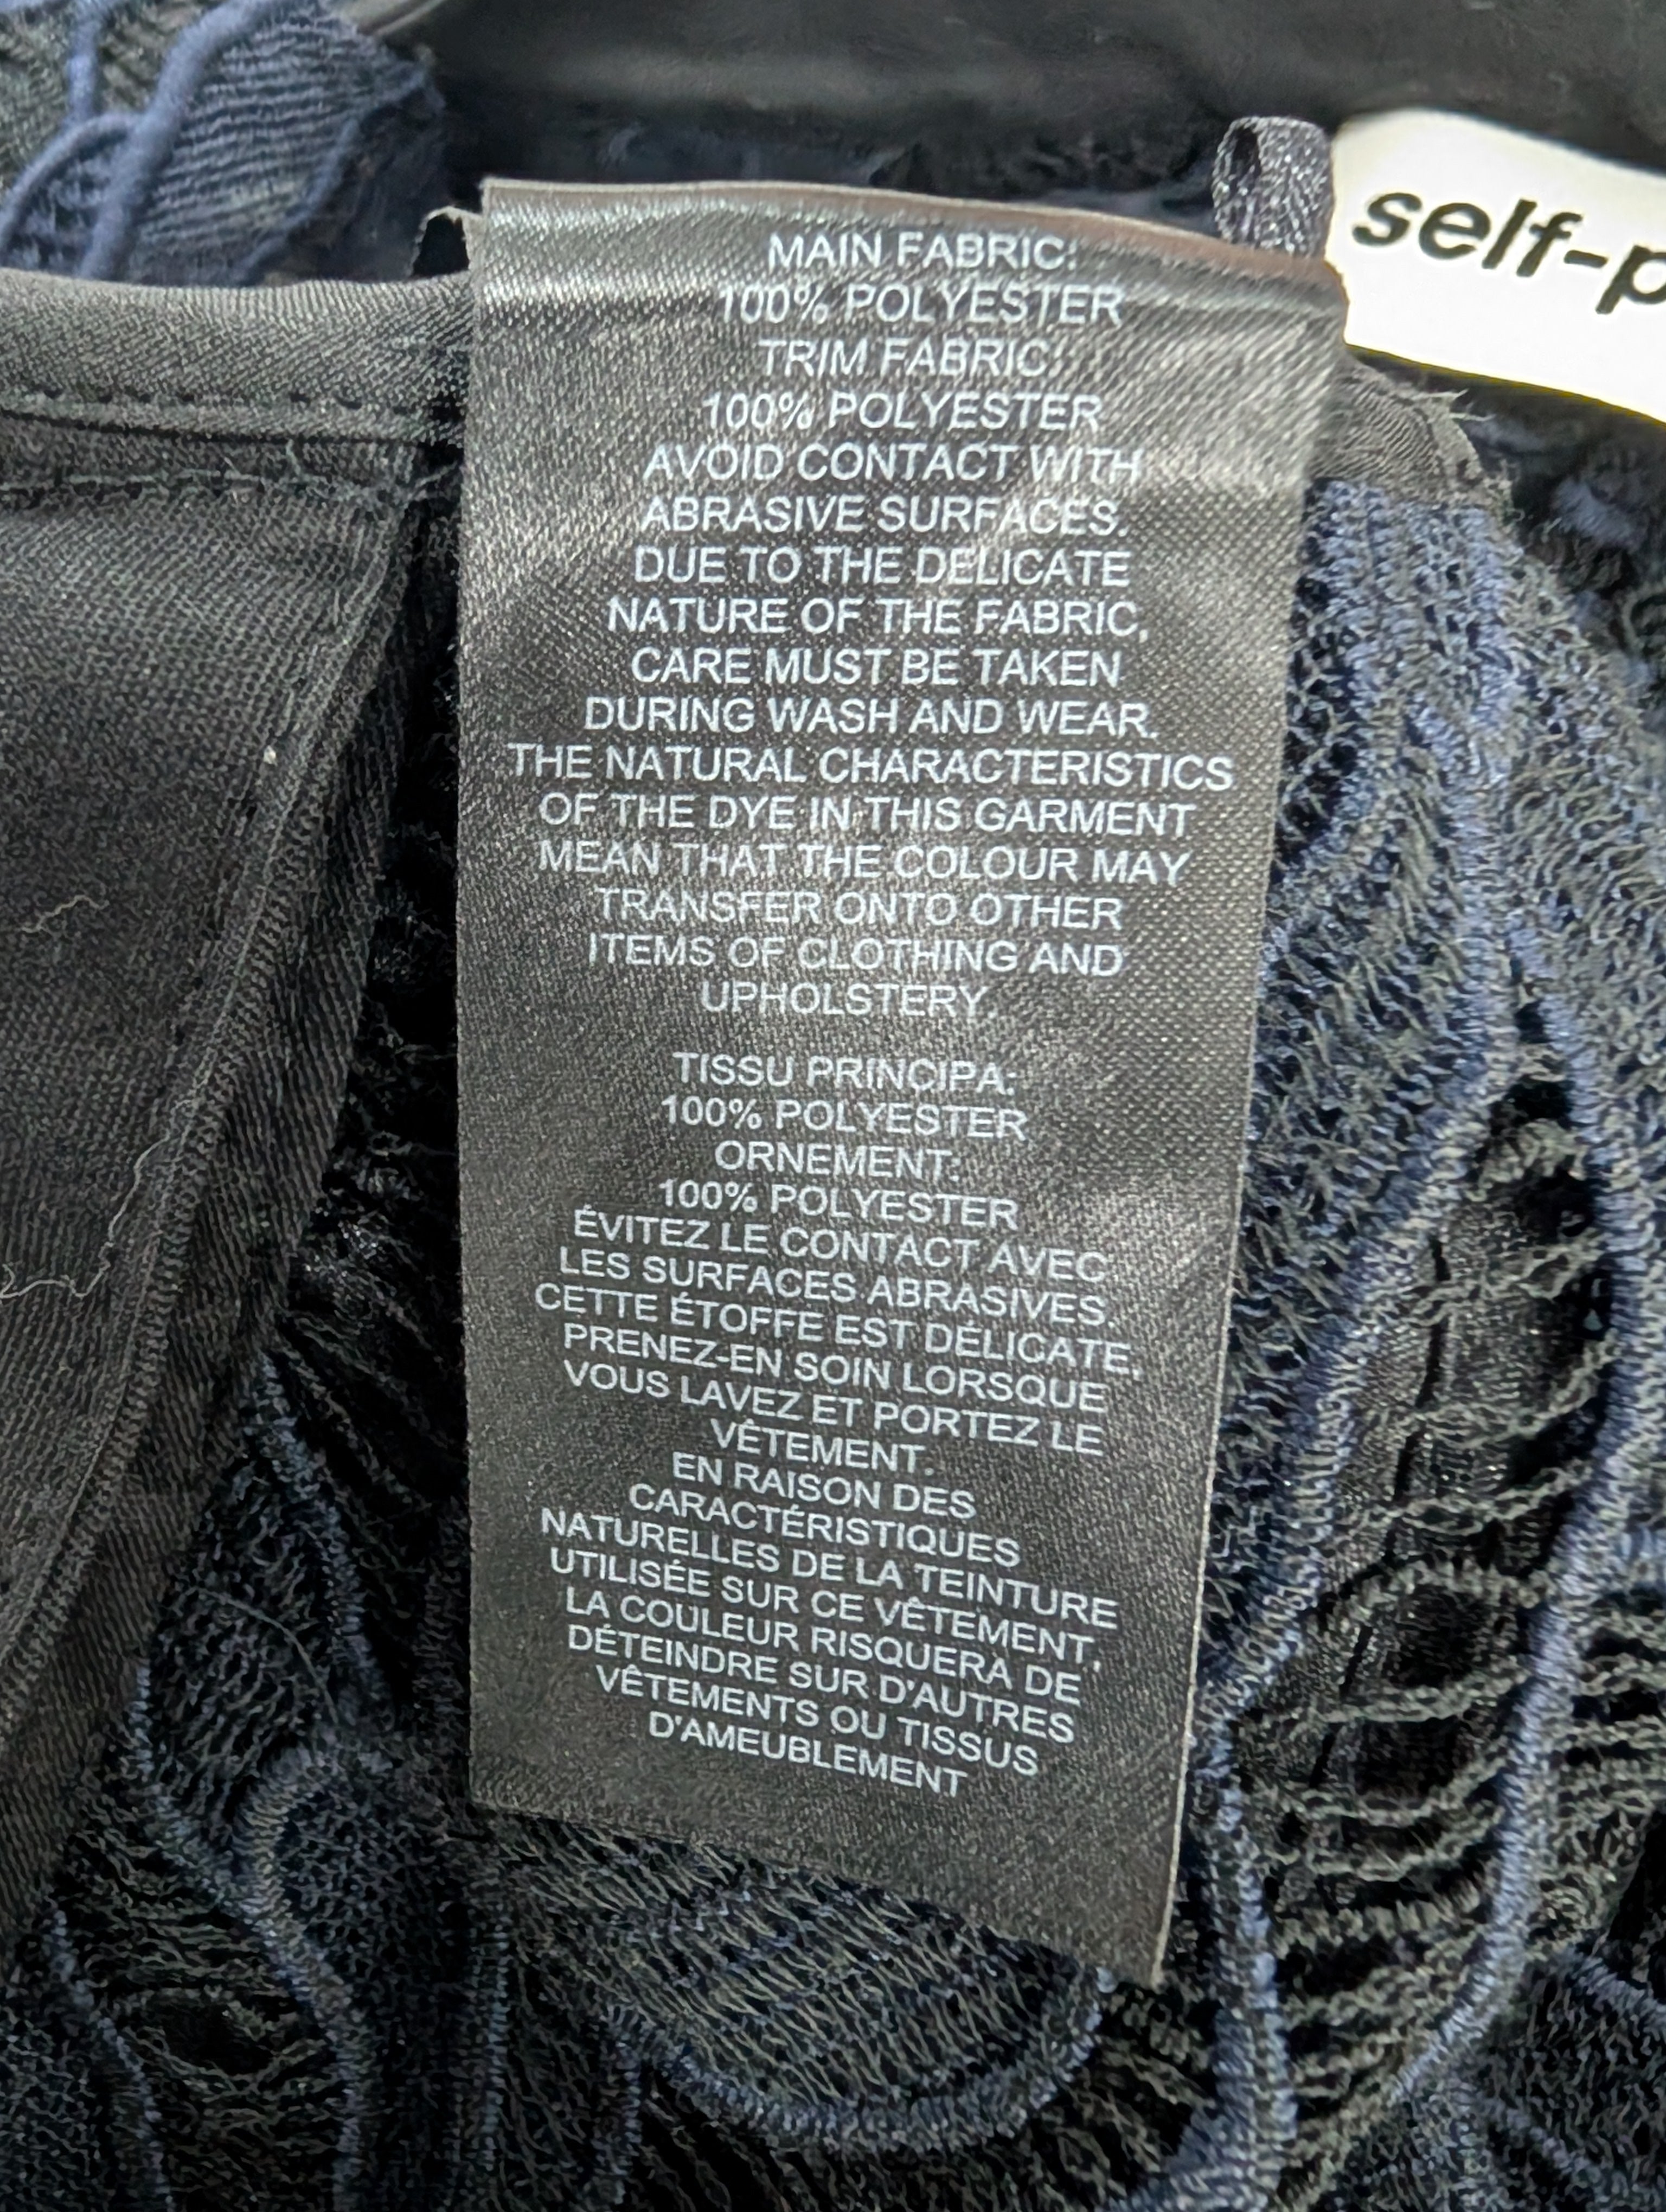 self-p
MAIN FABRIC:
100% POLYESTER
TRIM FABRIC:
100% POLYESTER
AVOID CONTACT WITH
ABRASIVE SURFACES.
DUE TO THE DELICATE
NATURE OF THE FABRIC,
CARE MUST BE TAKEN
DURING WASH AND WEAR.
THE NATURAL CHARACTERISTICS
OF THE DYE IN THIS GARMENT
MEAN THAT THE COLOUR MAY
TRANSFER ONTO OTHER
ITEMS OF CLOTHING AND
UPHOLSTERY.
TISSU PRINCIPA:
100% POLYESTER
ORNEMENT:
100% POLYESTER
ÉVITEZ LE CONTACT AVEC
LES SURFACES ABRASIVES.
CETTE ÉTOFFE EST DÉLICATE,
PRENEZ-EN SOIN LORSQUE
VOUS LAVEZ ET PORTEZ LE
VÊTEMENT.
EN RAISON DES
CARACTÉRISTIQUES
NATURELLES DE LA TEINTURE
UTILISÉE SUR CE VÊTEMENT,
LA COULEUR RISQUERA DE
DÉTEINDRE SUR D'AUTRES
VÊTEMENTS OU TISSUS
D'AMEUBLEMENT